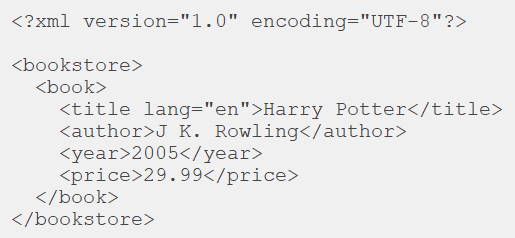 <?xml version="1.0" encoding="UTF-8"?>
<bookstore>
<book>
<title lang="en">Harry Potter</title>
<author>J K. Rowling</author>
<year>2005</year>
<price>29.99</price>
</book>
</bookstore>